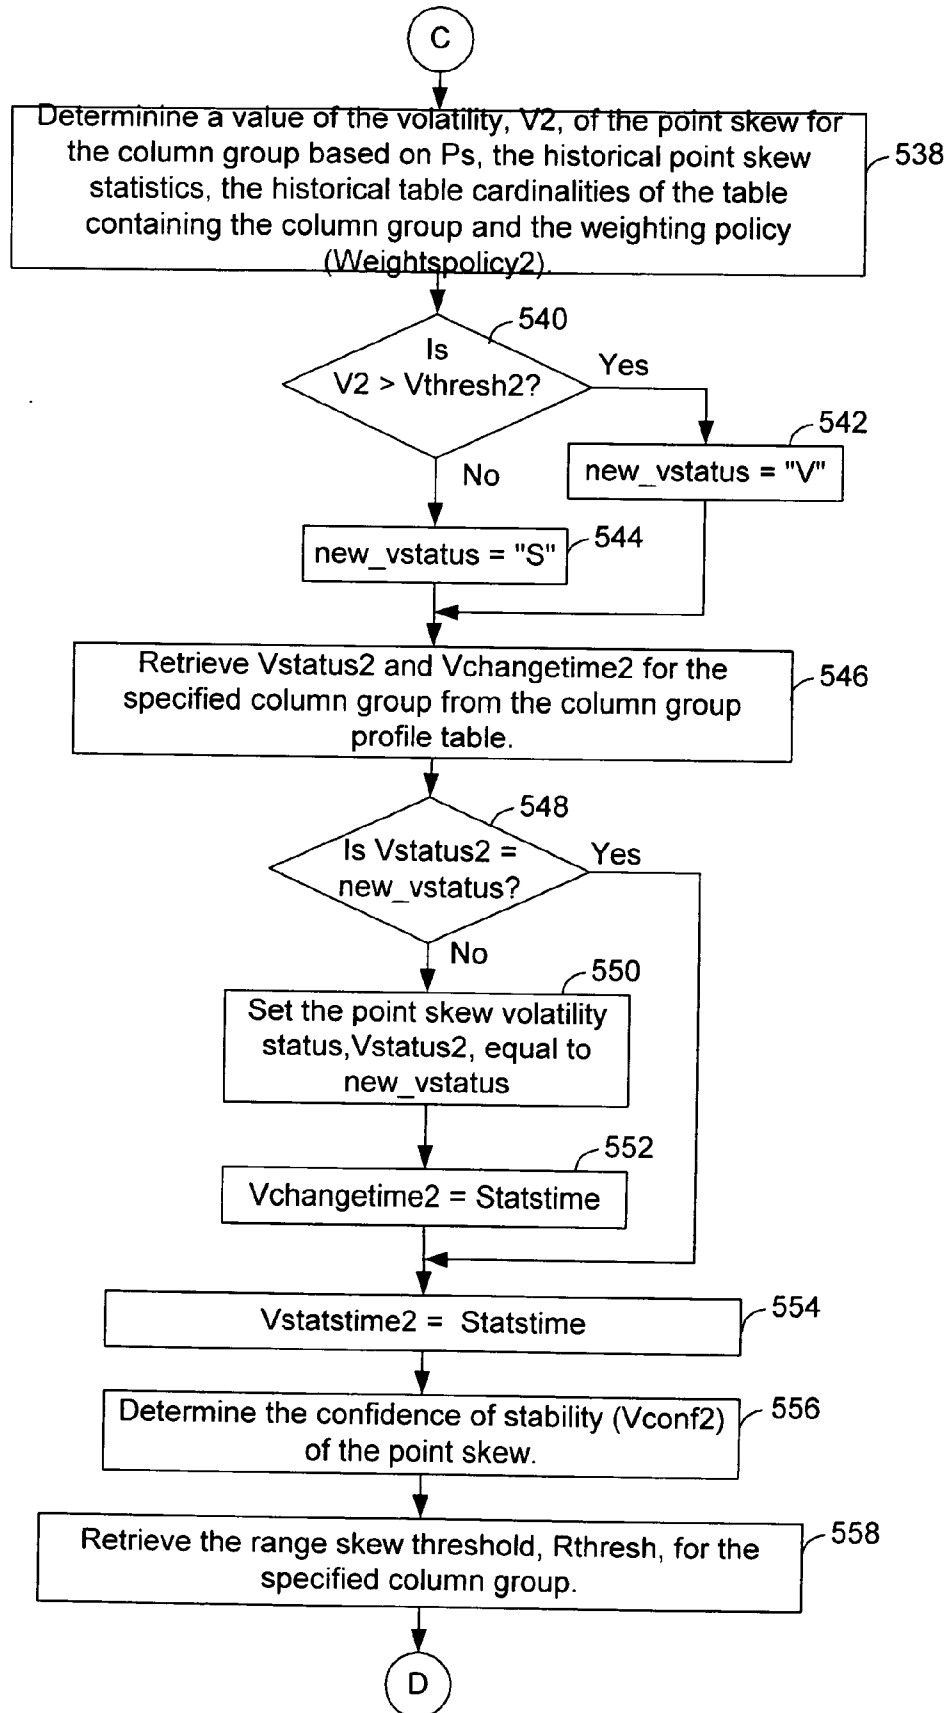 C
Determinine a value of the volatility, V2, of the point skew for
the column group based on Ps, the historical point skew
statistics, the historical table cardinalities of the table
containing the column group and the weighting policy
(Weightspolicy2).
538
540
Is
V2 > Vthresh2?
Yes
542
new_vstatus = "V"
No
544
new_vstatus = "S"
Retrieve Vstatus2 and Vchangetime2 for the
specified column group from the column group
profile table.
546
548
Is Vstatus2 =
new_vstatus?
Yes
No
550
Set the point skew volatility
status,Vstatus2, equal to
new_vstatus
552
Vchangetime2 = Statstime
554
Vstatstime2 = Statstime
556
Determine the confidence of stability (Vconf2)
of the point skew.
558
Retrieve the range skew threshold, Rthresh, for the
specified column group.
D